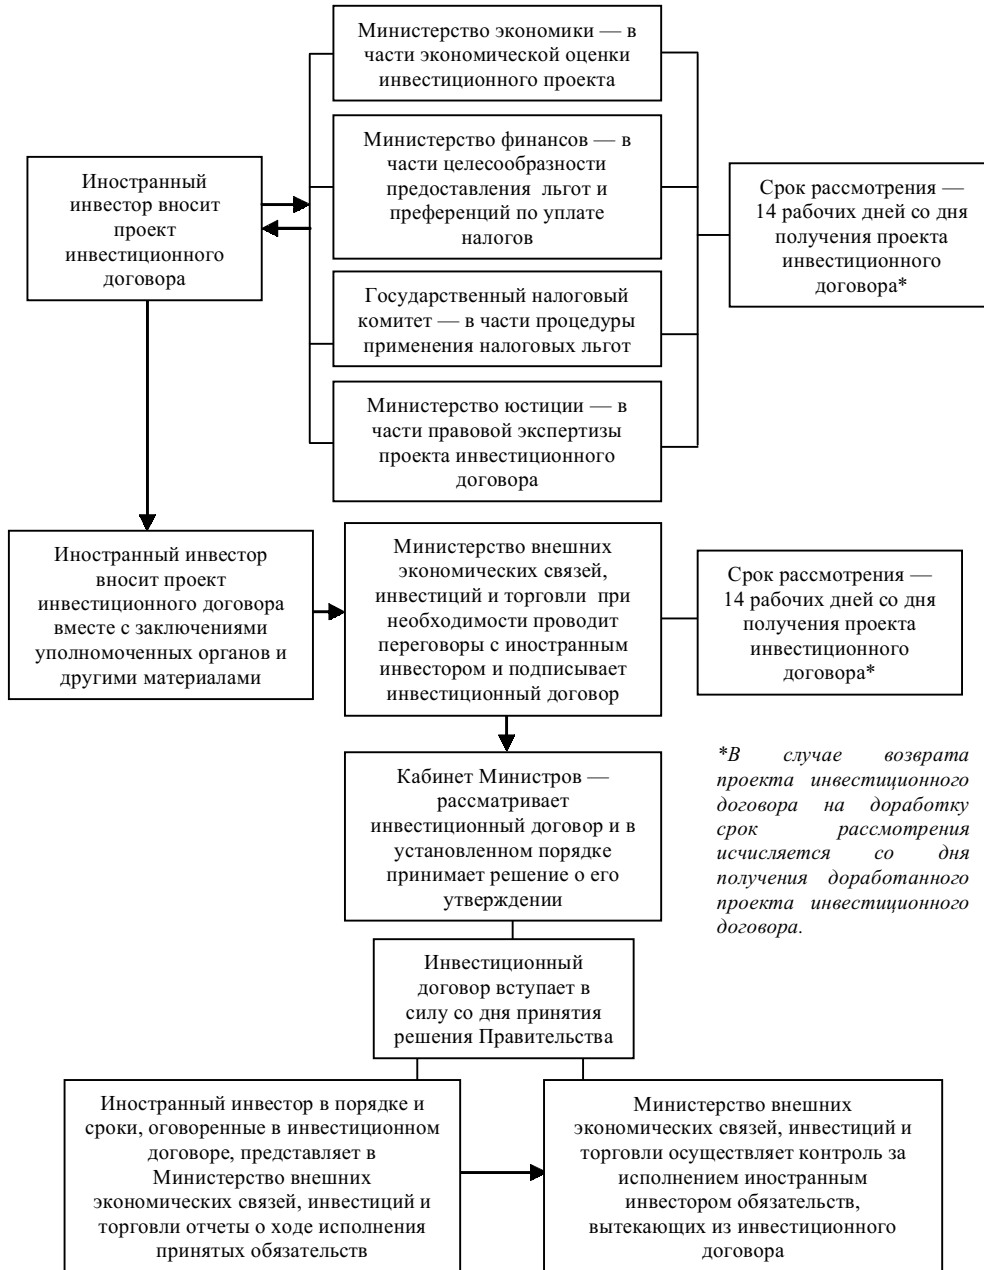 Министерство экономики — в
части экономической оценки
инвестиционного проекта
Министерство финансов — в
части целесообразности
предоставления льгот и
преференций по уплате
налогов
Иностранный
инвестор вносит
проект
инвестиционного
договора
Срок рассмотрения —
14 рабочих дней со дня
получения проекта
инвестиционного
договора*
Государственный налоговый
комитет — в части процедуры
применения налоговых льгот
Министерство юстиции — в
части правовой экспертизы
проекта инвестиционного
договора
Иностранный инвестор
вносит проект
инвестиционного договора
вместе с заключениями
уполномоченных органов и
другими материалами
Министерство внешних
экономических связей,
инвестиций и торговли при
необходимости проводит
переговоры с иностранным
инвестором и подписывает
инвестиционный договор
Срок рассмотрения —
14 рабочих дней со дня
получения проекта
инвестиционного
договора*
Кабинет Министров —
рассматривает
инвестиционный договор и в
установленном порядке
принимает решение о его
утверждении
*В случае возврата
проекта инвестиционного
договора на доработку
срок рассмотрения
исчисляется со дня
получения доработанного
проекта инвестиционного
договора.
Инвестиционный
договор вступает в
силу со дня принятия
решения Правительства
Иностранный инвестор в порядке и
сроки, оговоренные в инвестиционном
договоре, представляет в
Министерство внешних
экономических связей, инвестиций и
торговли отчеты о ходе исполнения
принятых обязательств
Министерство внешних
экономических связей, инвестиций и
торговли осуществляет контроль за
исполнением иностранным
инвестором обязательств,
вытекающих из инвестиционного
договора